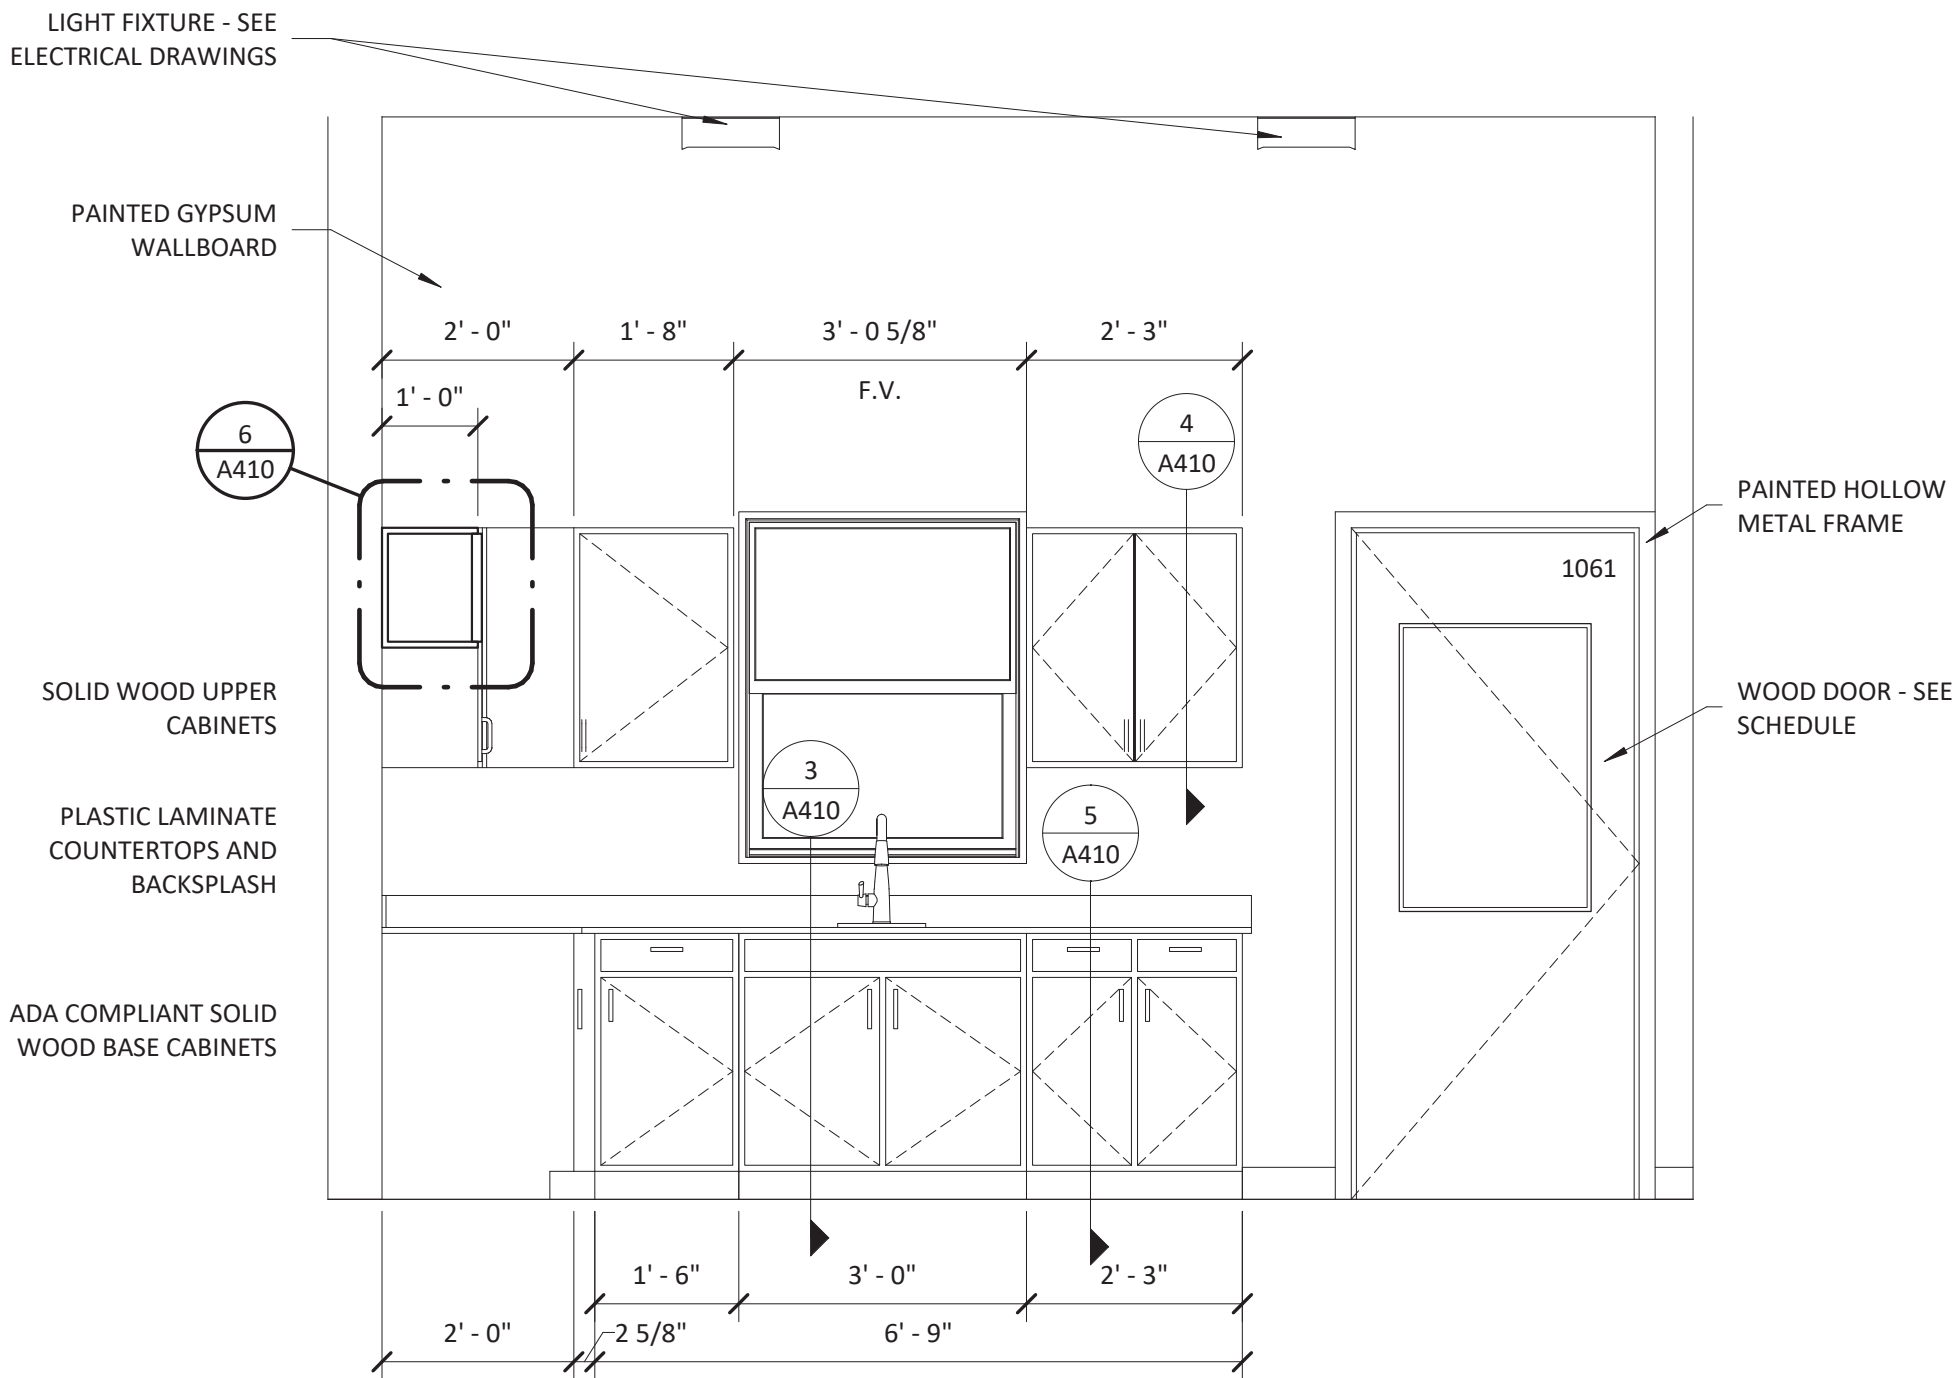 LIGHT FIXTURE - SEE
ELECTRICAL DRAWINGS
PAINTED GYPSUM
WALLBOARD
2' - 0"
1' - 8"
3' - 0 5/8"
2' - 3"
1' - 0"
F.V.
6
A410
4
A410
PAINTED HOLLOW
METAL FRAME
1061
SOLID WOOD UPPER
CABINETS
WOOD DOOR - SEE
SCHEDULE
3
A410
5
A410
PLASTIC LAMINATE
COUNTERTOPS AND
BACKSPLASH
ADA COMPLIANT SOLID
WOOD BASE CABINETS
1' - 6"
3' - 0"
2' - 3"
2' - 0"
2 5/8"
6' - 9"